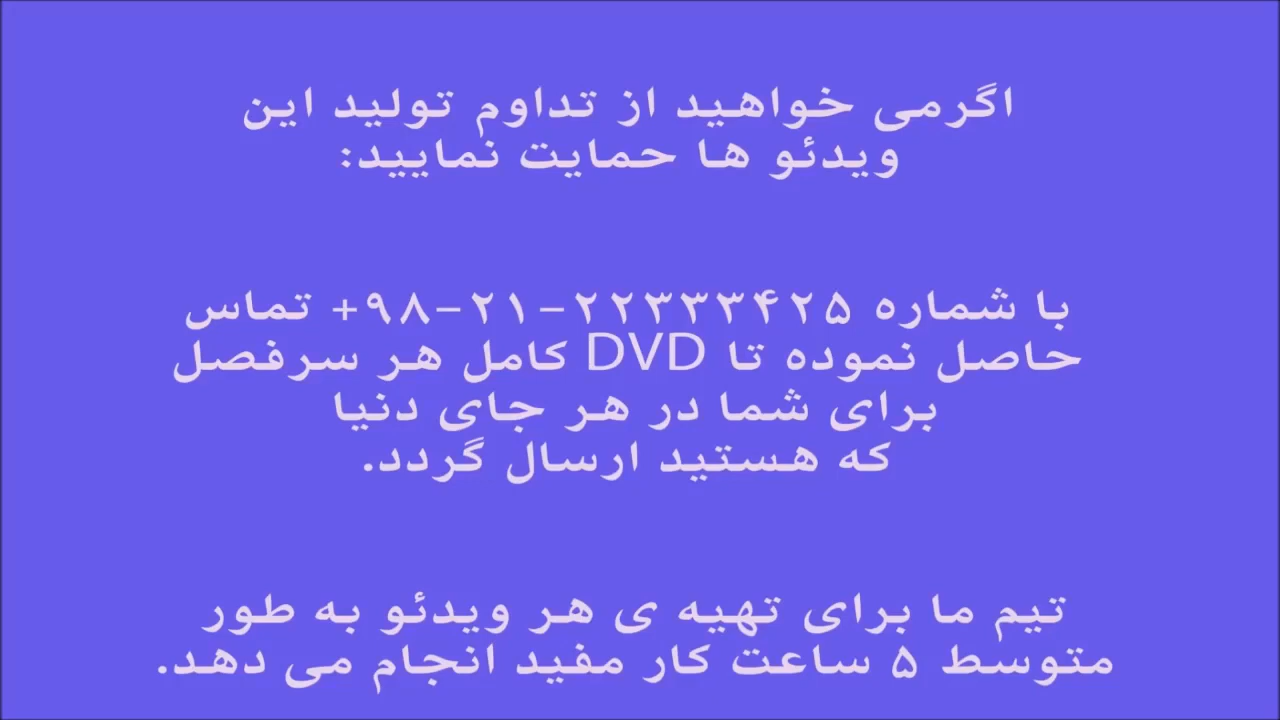 اگرمی خواهید از تداوم تولید این
ویدئو ها حمایت نمایید:
با شماره ۲۲۳۳۳۴۲۵-۲۱-۹۸+ تماس
حاصل نموده تا DVD کامل هر سرفصل
برای شما در هر جای دنیا
که هستید ارسال گردد.
تیم ما برای تهیه ی هر ویدئو به طور
متوسط ۵ ساعت کار مفید انجام می دهد.